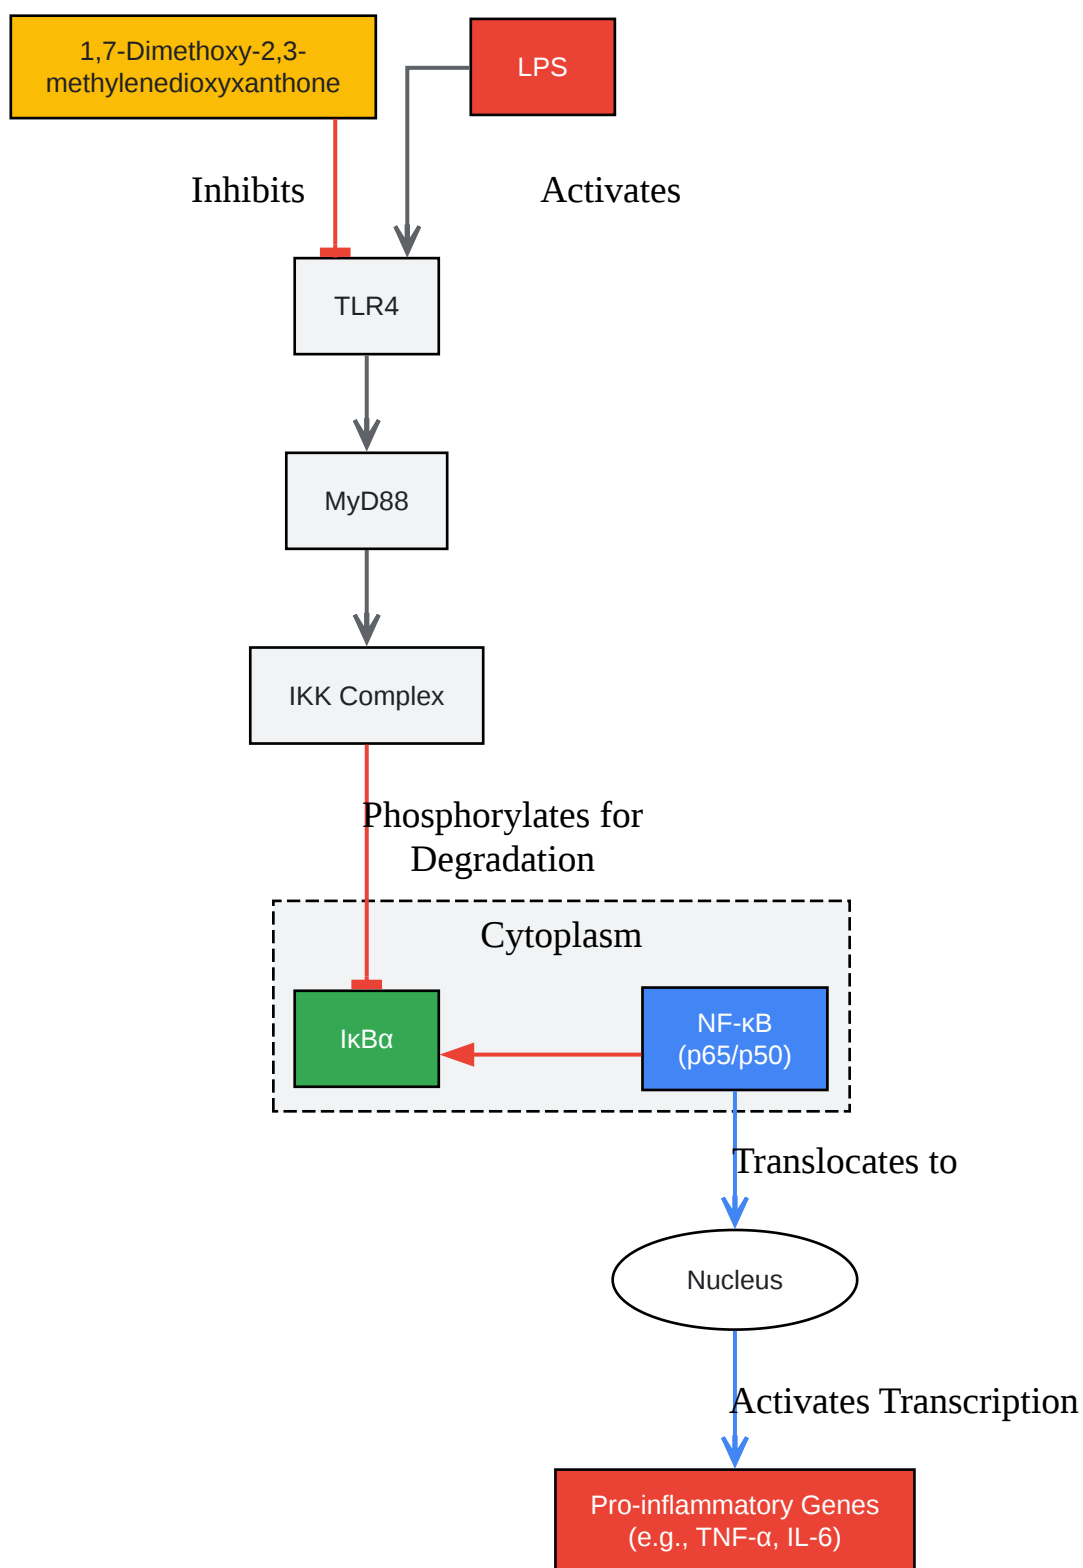 1,7-Dimethoxy-2,3-
methylenedioxyxanthone
LPS
Inhibits
Activates
TLR4
MyD88
IKK Complex
Phosphorylates for
Degradation
Cytoplasm
IκBα
NF-κB
(p65/p50)
Translocates to
Nucleus
Activates Transcription
Pro-inflammatory Genes
(e.g., TNF-α, IL-6)